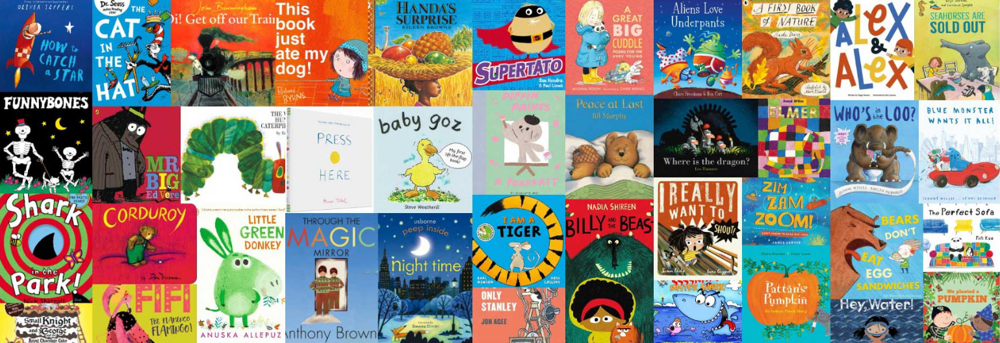 OLIVER JEFFERS
HOW to
CATCH
a STAR
Dr. Seuss
THE
CAT
IN
THE
HAT
John Burningham
Oi! Get off our Train
This
book
just
ate my
dog!
Richard
BYRNE
HANDA'S
SURPRISE
EILEEN BROWNE
SUPERTATO
Sue Hendra
& Paul Linnet
A
GREAT
BIG
CUDDLE
POEMS FOR THE
VERY YOUNG
MICHAEL ROSEN
CHRIS RIDDELL
Aliens Love
Underpants
Claire Freedman & Ben Cort
A FIRST BOOK
OF NATURE
Nicola Davies
Mark Hearld
ALEX
&
ALEX
SEAHORSES ARE
SOLD OUT
FUNNYBONES
MR
BIG
Ed Vere
THE V
HUN
CATERPI
PRESS
HERE
Hervé Tullet
baby goz
My first
lift-the-flap
book!
Steve Weatherill
PIPPIN
PAINTS
A PORTRAIT
Peace at Last
Jill Murphy
Where is the dragon?
Leo Timmers
David McKee
ELMER
WHO'S in
the LOO?
JEANNE WILLIS ADRIAN REYNOLDS
BLUE MONSTER
WANTS IT ALL!
JEANNE WILLIS
Shark
in the
Park!
Nick Sharratt
CORDUROY
by Don Freeman
LITTLE
GREEN
DONKEY
ANUSKA ALLEPUZ
THROUGH THE
MAGIC
MIRROR
Anthony Brown
usborne
peep inside
night time
Simona Dimitri
I AM A
TIGER
KARL
NEWSON
ROSS
COLLINS
NADIA SHIREEN
BILLY AND THE BEAS
I REALLY
WANT TO
SHOUT!
Simon Philip
Lucia Gaggiotti
ZIM
ZAM
ZOOM!
JAMES CARTER
BEARS
DON'T
EAT
EGG
SANDWICHES
The Perfect Sofa
Fifi Kuo
Small Knight
and George
and the
Royal Chocolate Cake
FIFI
THE FLAMENCO
FLAMINGO!
ONLY
STANLEY
JON AGEE
Pattan's
Pumpkin
Hey, Water!
We planted a
PUMPKIN